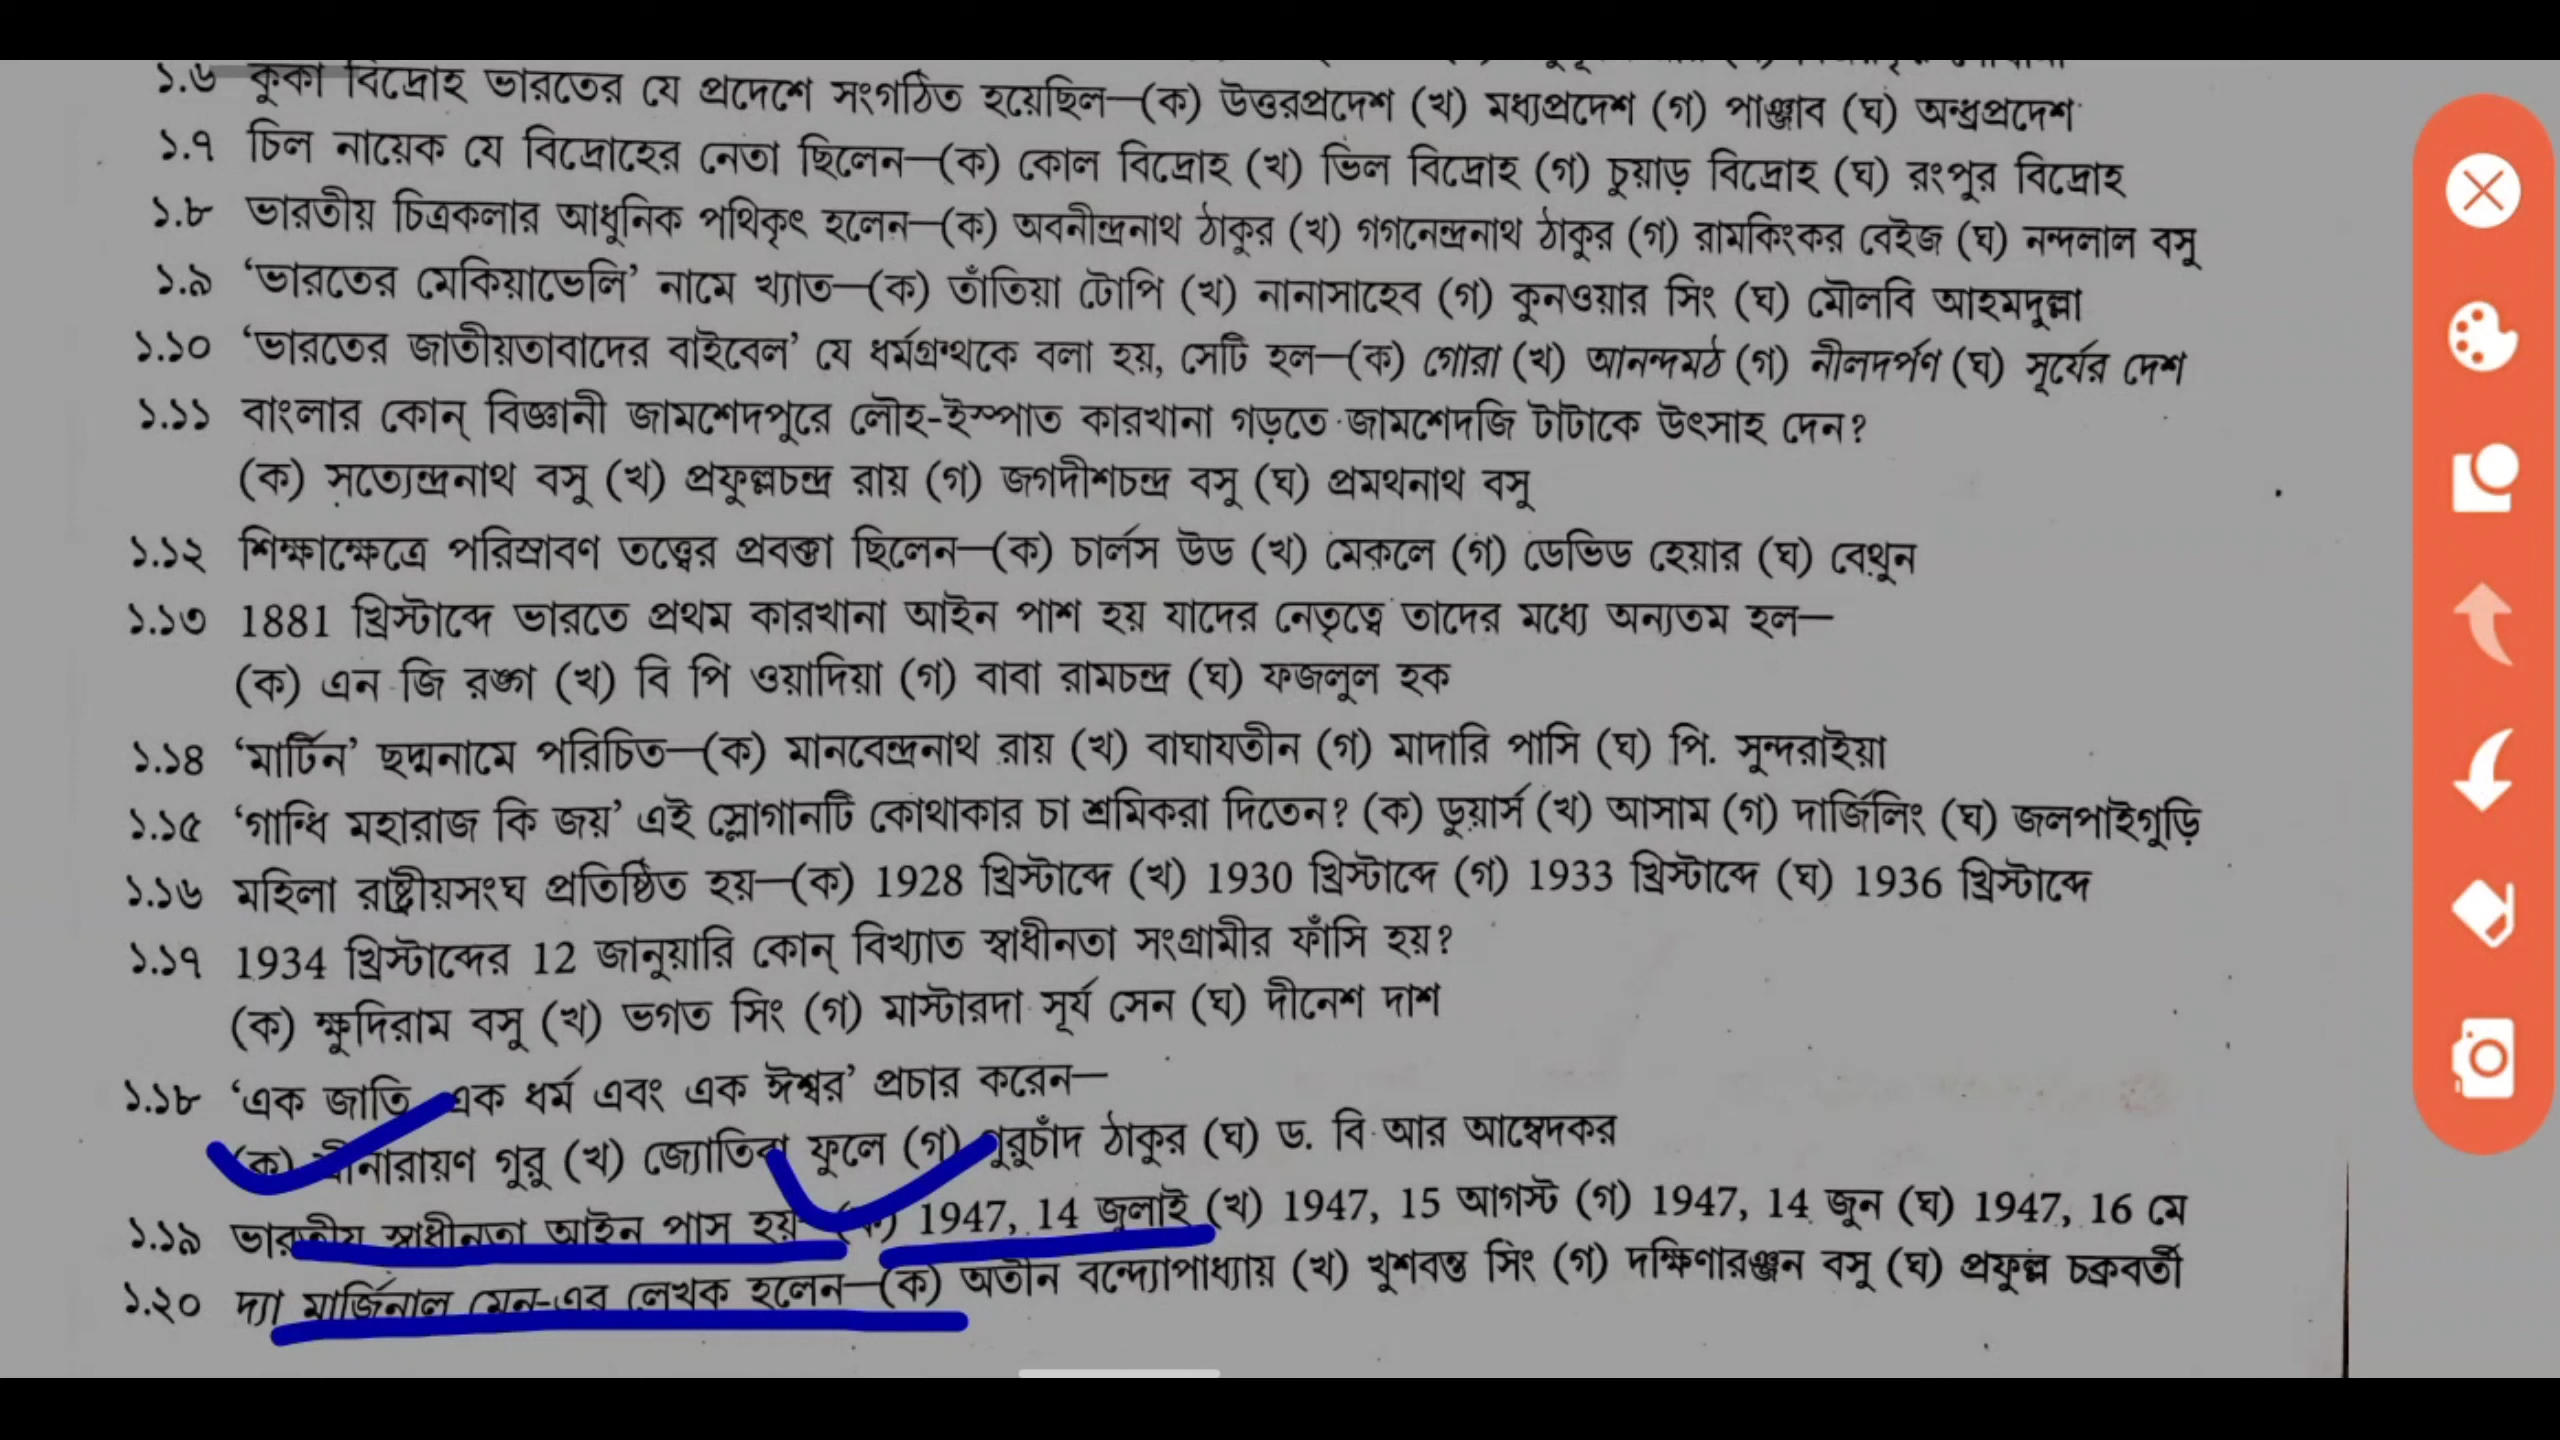 ১.৬ কুকা বিদ্রোহ ভারতের যে প্রদেশে সংগঠিত হয়েছিল—(ক) উত্তরপ্রদেশ (খ) মধ্যপ্রদেশ (গ) পাঞ্জাব (ঘ) অন্ধ্রপ্রদেশ
১.৭ চিল নায়েক যে বিদ্রোহের নেতা ছিলেন—(ক) কোল বিদ্রোহ (খ) ভিল বিদ্রোহ (গ) চুয়াড় বিদ্রোহ (ঘ) রংপুর বিদ্রোহ
১.৮ ভারতীয় চিত্রকলার আধুনিক পথিকৃৎ হলেন—(ক) অবনীন্দ্রনাথ ঠাকুর (খ) গগনেন্দ্রনাথ ঠাকুর (গ) রামকিংকর বেইজ (ঘ) নন্দলাল বসু
১.৯ ‘ভারতের মেকিয়াভেলি’ নামে খ্যাত—(ক) তাঁতিয়া টোপি (খ) নানাসাহেব (গ) কুনওয়ার সিং (ঘ) মৌলবি আহমদুল্লা
১.১০ ‘ভারতের জাতীয়তাবাদের বাইবেল’ যে ধর্মগ্রন্থকে বলা হয়, সেটি হল—(ক) গোরা (খ) আনন্দমঠ (গ) নীলদর্পণ (ঘ) সূর্যের দেশ
১.১১ বাংলার কোন্ বিজ্ঞানী জামশেদপুরে লৌহ-ইস্পাত কারখানা গড়তে জামশেদজি টাটাকে উৎসাহ দেন?
(ক) সত্যেন্দ্রনাথ বসু (খ) প্রফুল্লচন্দ্র রায় (গ) জগদীশচন্দ্র বসু (ঘ) প্রমথনাথ বসু
১.১২ শিক্ষাক্ষেত্রে পরিস্রাবণ তত্ত্বের প্রবক্তা ছিলেন—(ক) চার্লস উড (খ) মেকলে (গ) ডেভিড হেয়ার (ঘ) বেথুন
১.১৩ 1881 খ্রিস্টাব্দে ভারতে প্রথম কারখানা আইন পাশ হয় যাদের নেতৃত্বে তাদের মধ্যে অন্যতম হল—
(ক) এন জি রঙ্গ (খ) বি পি ওয়াদিয়া (গ) বাবা রামচন্দ্র (ঘ) ফজলুল হক
১.১৪ ‘মার্টিন’ ছদ্মনামে পরিচিত—(ক) মানবেন্দ্রনাথ রায় (খ) বাঘাযতীন (গ) মাদারি পাসি (ঘ) পি. সুন্দরাইয়া
১.১৫ ‘গান্ধি মহারাজ কি জয়’ এই স্লোগানটি কোথাকার চা শ্রমিকরা দিতেন? (ক) ডুয়ার্স (খ) আসাম (গ) দার্জিলিং (ঘ) জলপাইগুড়ি
১.১৬ মহিলা রাষ্ট্রীয়সংঘ প্রতিষ্ঠিত হয়—(ক) 1928 খ্রিস্টাব্দে (খ) 1930 খ্রিস্টাব্দে (গ) 1933 খ্রিস্টাব্দে (ঘ) 1936 খ্রিস্টাব্দে
১.১৭ 1934 খ্রিস্টাব্দের 12 জানুয়ারি কোন্ বিখ্যাত স্বাধীনতা সংগ্রামীর ফাঁসি হয়?
(ক) ক্ষুদিরাম বসু (খ) ভগত সিং (গ) মাস্টারদা সূর্য সেন (ঘ) দীনেশ দাশ
১.১৮ ‘এক জাতি এক ধর্ম এবং এক ঈশ্বর’ প্রচার করেন—
(ক) শ্রীনারায়ণ গুরু (খ) জ্যোতিবা ফুলে (গ) গুরুচাঁদ ঠাকুর (ঘ) ড. বি আর আম্বেদকর
১.১৯ ভারতীয় স্বাধীনতা আইন পাস হয়—(ক) 1947, 14 জুলাই (খ) 1947, 15 আগস্ট (গ) 1947, 14 জুন (ঘ) 1947, 16 মে
১.২০ দ্যা মার্জিনাল মেন-এর লেখক হলেন—(ক) অতীন বন্দ্যোপাধ্যায় (খ) খুশবন্ত সিং (গ) দক্ষিণারঞ্জন বসু (ঘ) প্রফুল্ল চক্রবর্তী